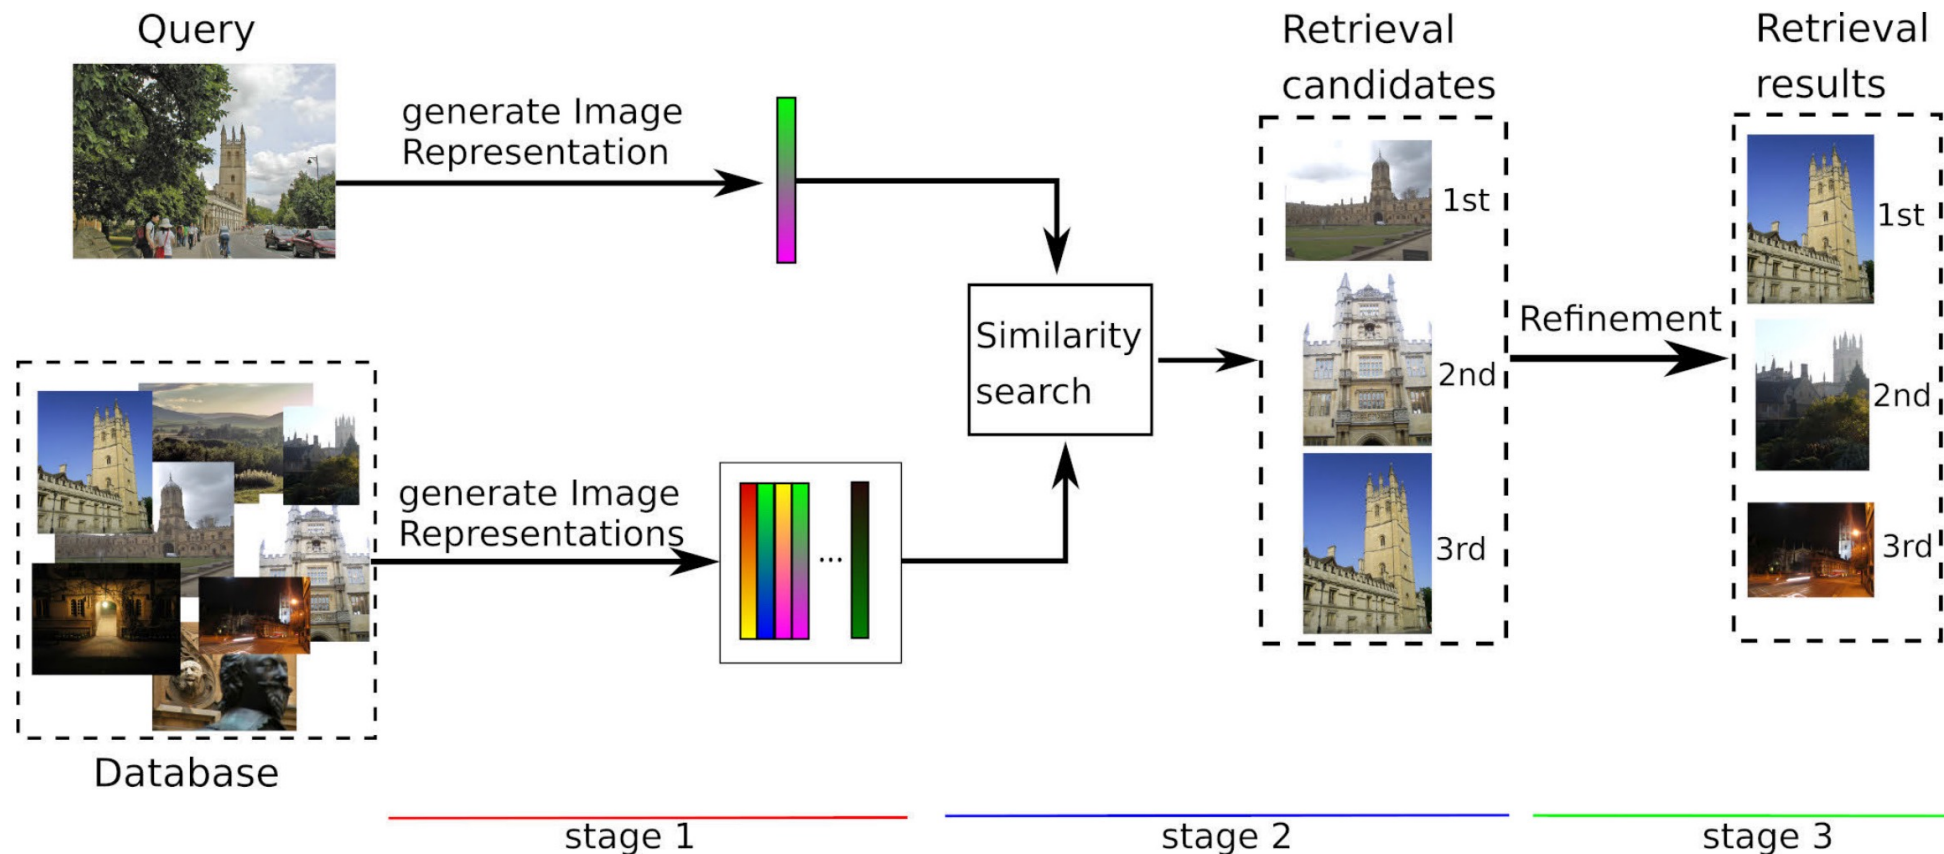 Query
generate Image
Representation
Retrieval
candidates
1st
2nd
3rd
Retrieval
results
1st
2nd
3rd
Similarity
search
Refinement
generate Image
Representations
...
Database
stage 1
stage 2
stage 3